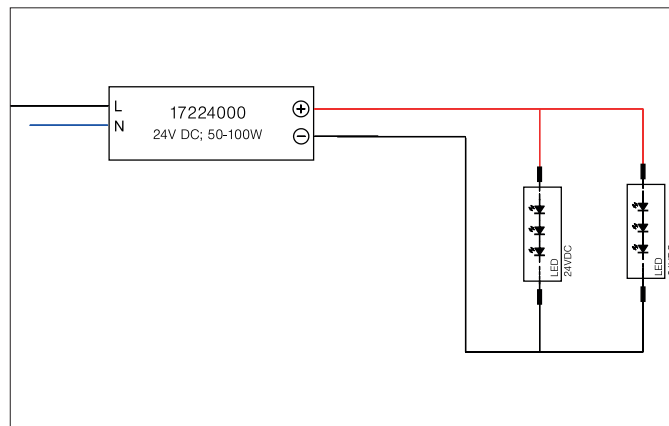 L
N
17224000
24V DC; 50-100W
+
−
LED
24VDC
LED